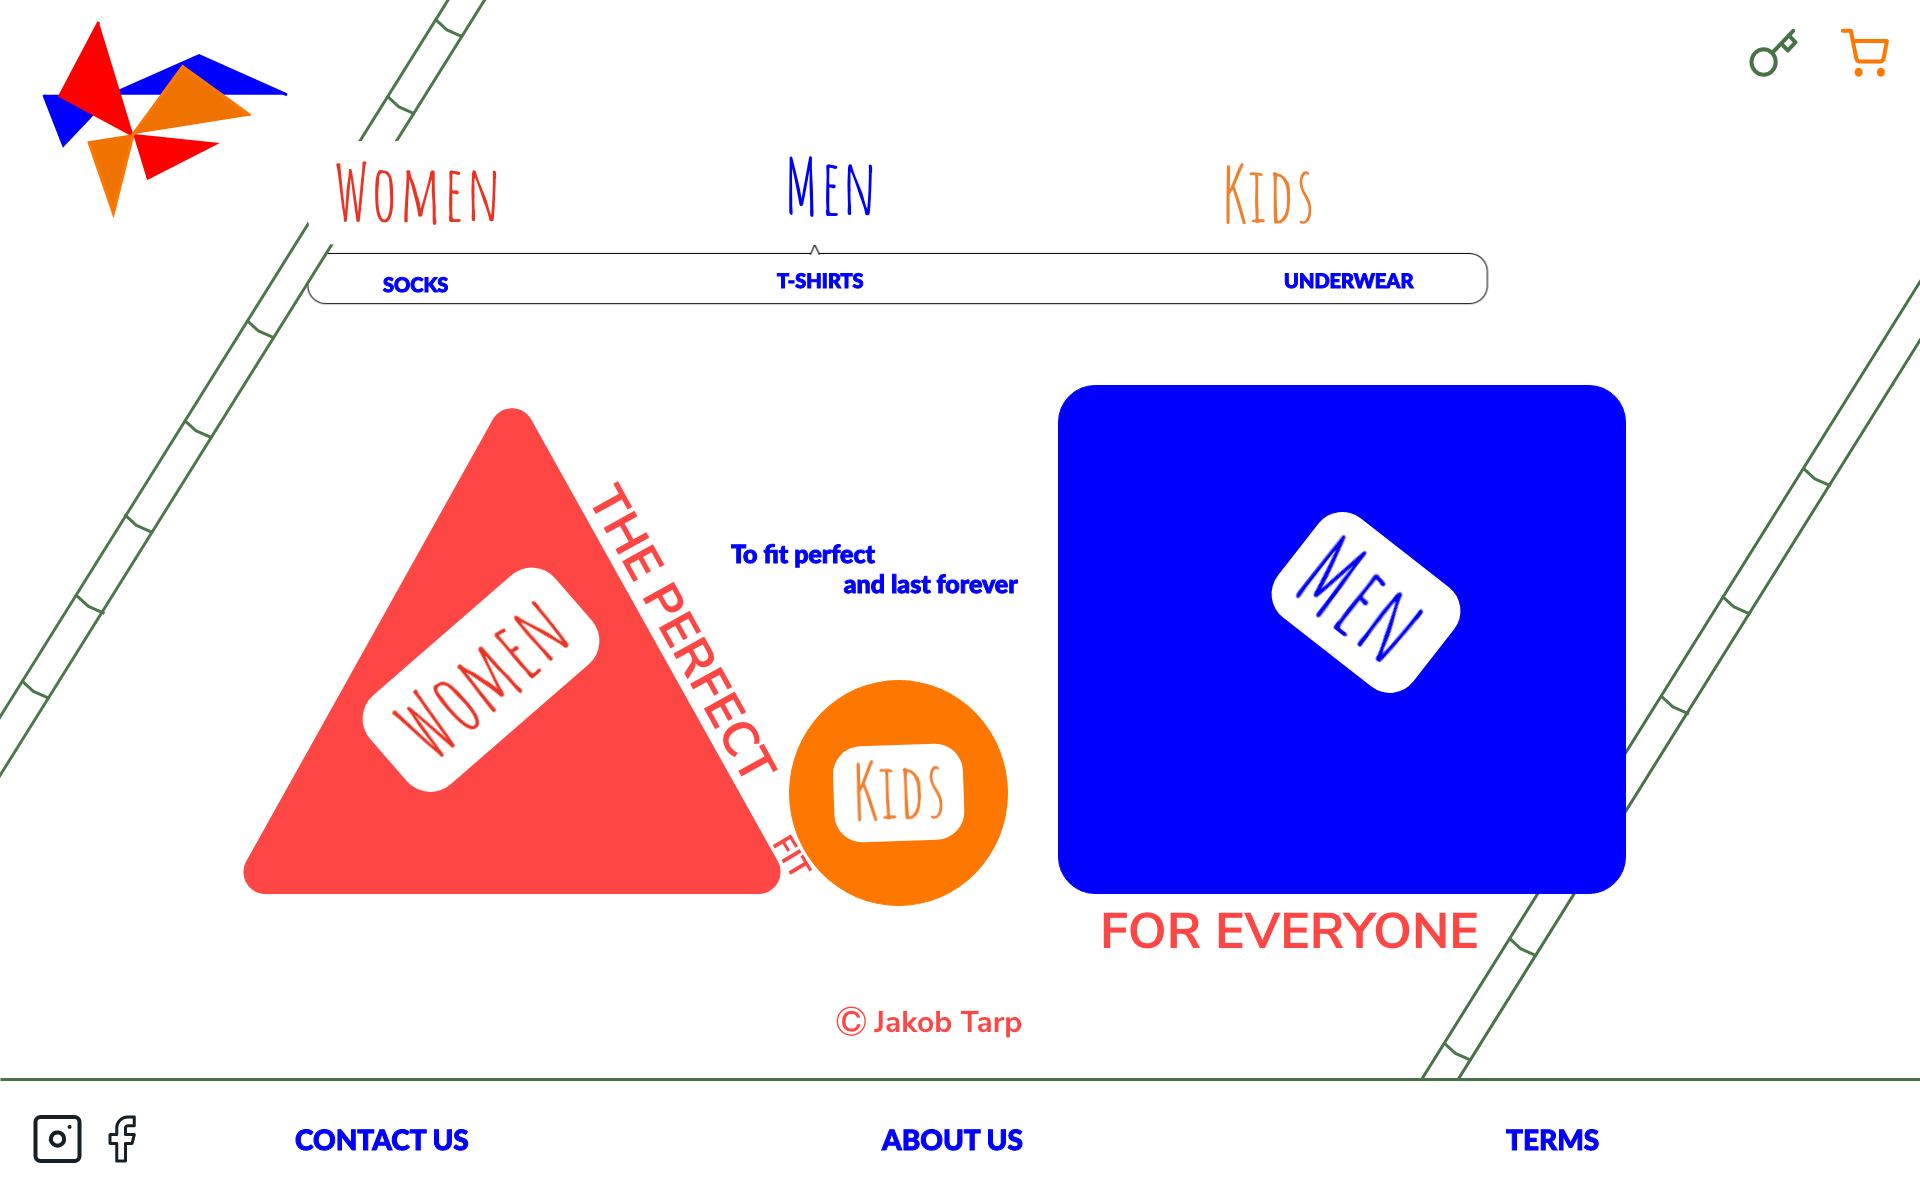 Women
Men
Kids
SOCKS
T-SHIRTS
UNDERWEAR
THE PERFECT
FIT
To fit perfect
and last forever
Women
Men
Kids
FOR EVERYONE
© Jakob Tarp
CONTACT US
ABOUT US
TERMS